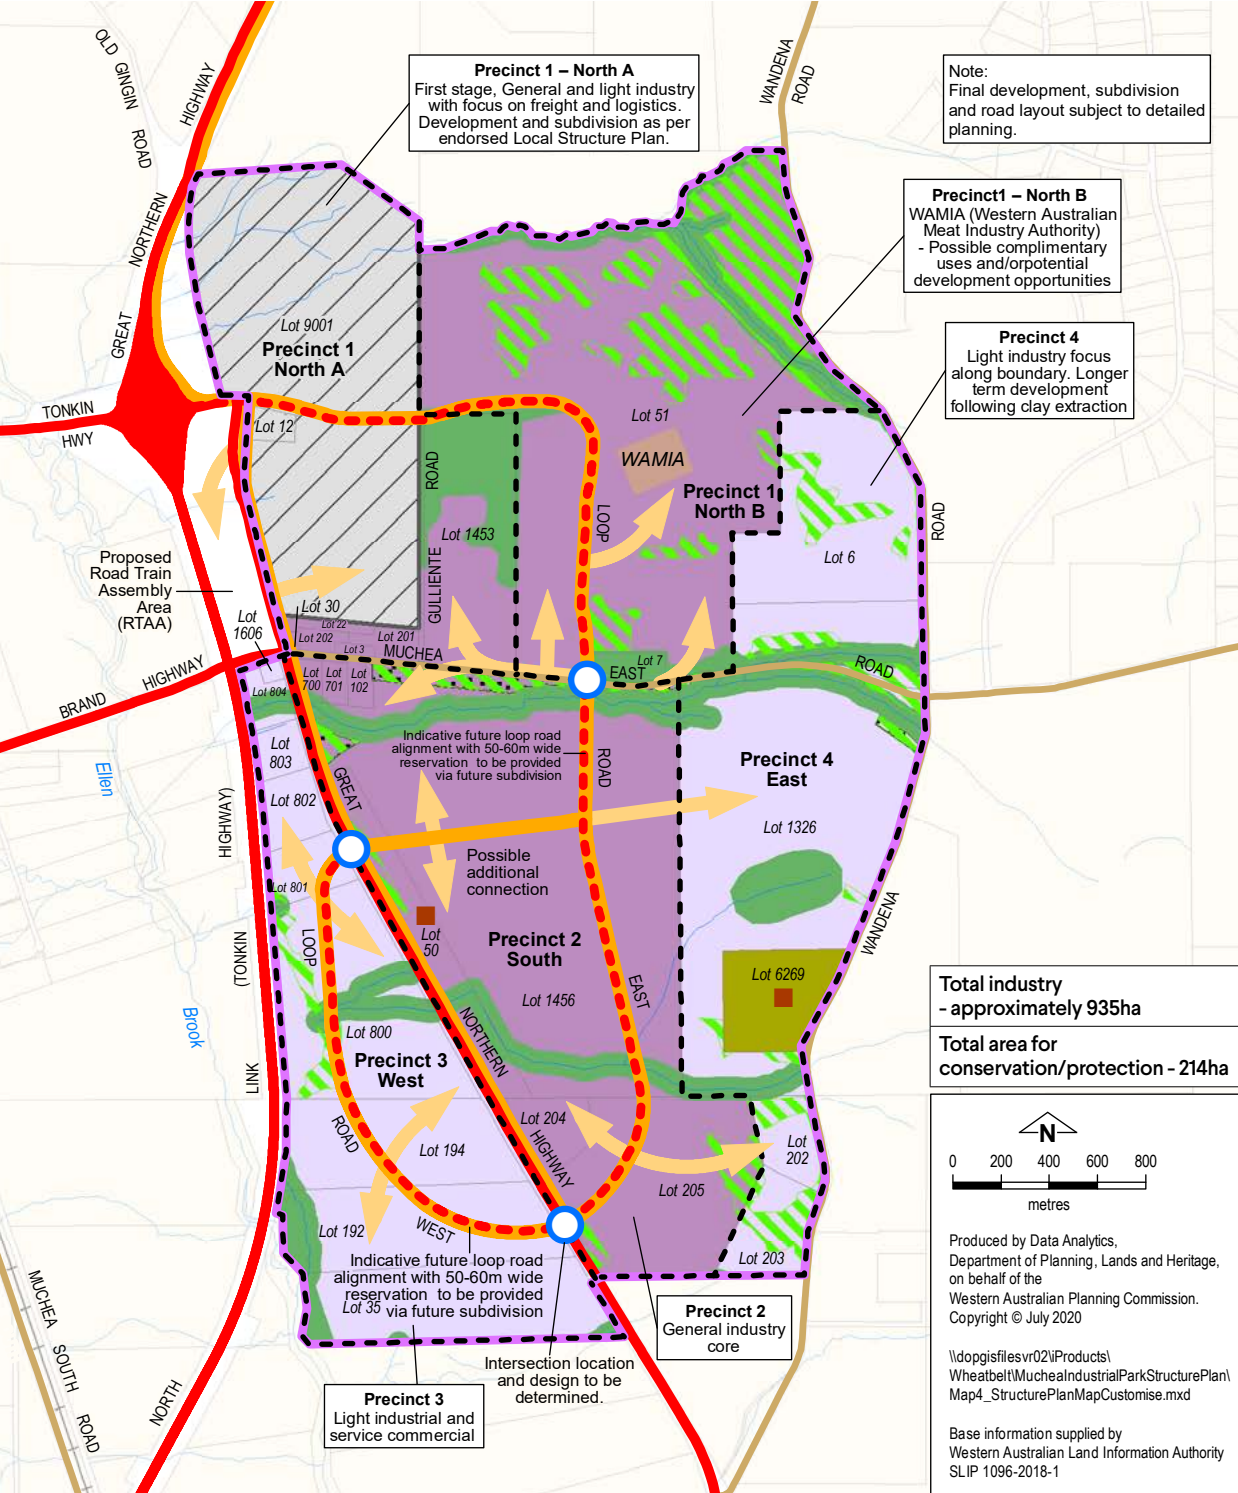 OLD GINGIN ROAD
GREAT NORTHERN HIGHWAY
WANDENA ROAD
Precinct 1 – North A
First stage, General and light industry
with focus on freight and logistics.
Development and subdivision as per
endorsed Local Structure Plan.
Note:
Final development, subdivision
and road layout subject to detailed
planning.
Precinct1 – North B
WAMIA (Western Australian
Meat Industry Authority)
- Possible complimentary
uses and/orpotential
development opportunities
Precinct 4
Light industry focus
along boundary. Longer
term development
following clay extraction
Lot 9001
Precinct 1
North A
TONKIN
HWY
Lot 12
Lot 51
WAMIA
Precinct 1
North B
LOOP
ROAD
GULLIENTE
Lot 1453
ROAD
Lot 6
Proposed
Road Train
Assembly
Area
(RTAA)
Lot
1606
Lot 30
Lot 22
Lot 202
Lot 201
Lot 3
MUCHEA
EAST
Lot 7
ROAD
BRAND HIGHWAY
Lot 804
Lot
700
Lot
701
Lot
102
Lot
803
Lot 802
Ellen
HIGHWAY)
GREAT
Indicative future loop road
alignment with 50-60m wide
reservation to be provided
via future subdivision
ROAD
Precinct 4
East
Lot 1326
Possible
additional
connection
Lot 801
LOOP
(TONKIN
Lot
50
Precinct 2
South
Lot 1456
EAST
WANDENA
Lot 6269
Brook
LINK
Lot 800
Precinct 3
West
NORTHERN
Total industry
- approximately 935ha
Total area for
conservation/protection - 214ha
ROAD
Lot 194
Lot 204
HIGHWAY
Lot 205
Lot
202
Lot 192
WEST
Lot 203
Indicative future loop road
alignment with 50-60m wide
reservation to be provided
via future subdivision
Lot 35
Precinct 2
General industry
core
Intersection location
and design to be
determined.
Precinct 3
Light industrial and
service commercial
MUCHEA SOUTH ROAD
NORTH
N
0 200 400 600 800
metres
Produced by Data Analytics,
Department of Planning, Lands and Heritage,
on behalf of the
Western Australian Planning Commission.
Copyright © July 2020
\\dopgisfilesvr02\iProducts\
Wheatbelt\MucheaIndustrialParkStructurePlan\
Map4_StructurePlanMapCustomise.mxd
Base information supplied by
Western Australian Land Information Authority
SLIP 1096-2018-1